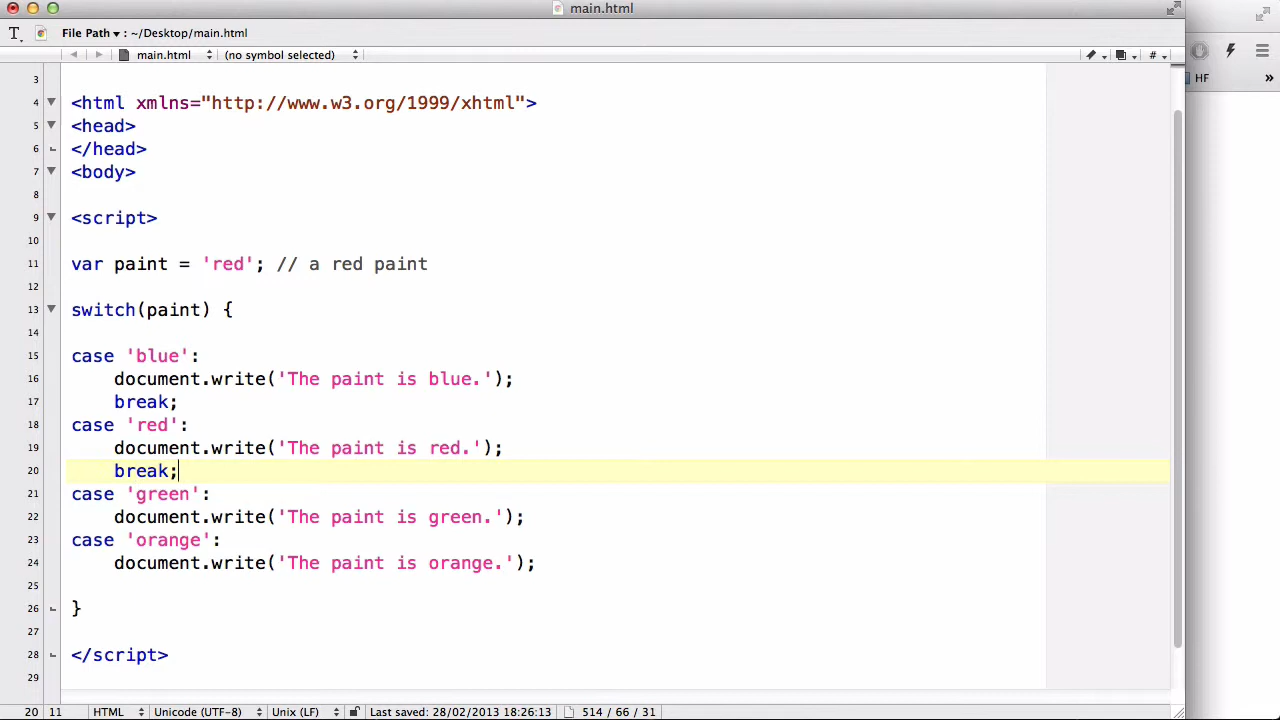 main.html
File Path ▾ : ~/Desktop/main.html
main.html (no symbol selected) #
HF »
3
4 <html xmlns="http://www.w3.org/1999/xhtml">
5 <head>
6 </head>
7 <body>
8
9 <script>
10
11 var paint = 'red'; // a red paint
12
13 switch(paint) {
14
15 case 'blue':
16 document.write('The paint is blue.');
17 break;
18 case 'red':
19 document.write('The paint is red.');
20 break;
21 case 'green':
22 document.write('The paint is green.');
23 case 'orange':
24 document.write('The paint is orange.');
25
26 }
27
28 </script>
29
20 11 HTML Unicode (UTF-8) Unix (LF) Last saved: 28/02/2013 18:26:13 514 / 66 / 31